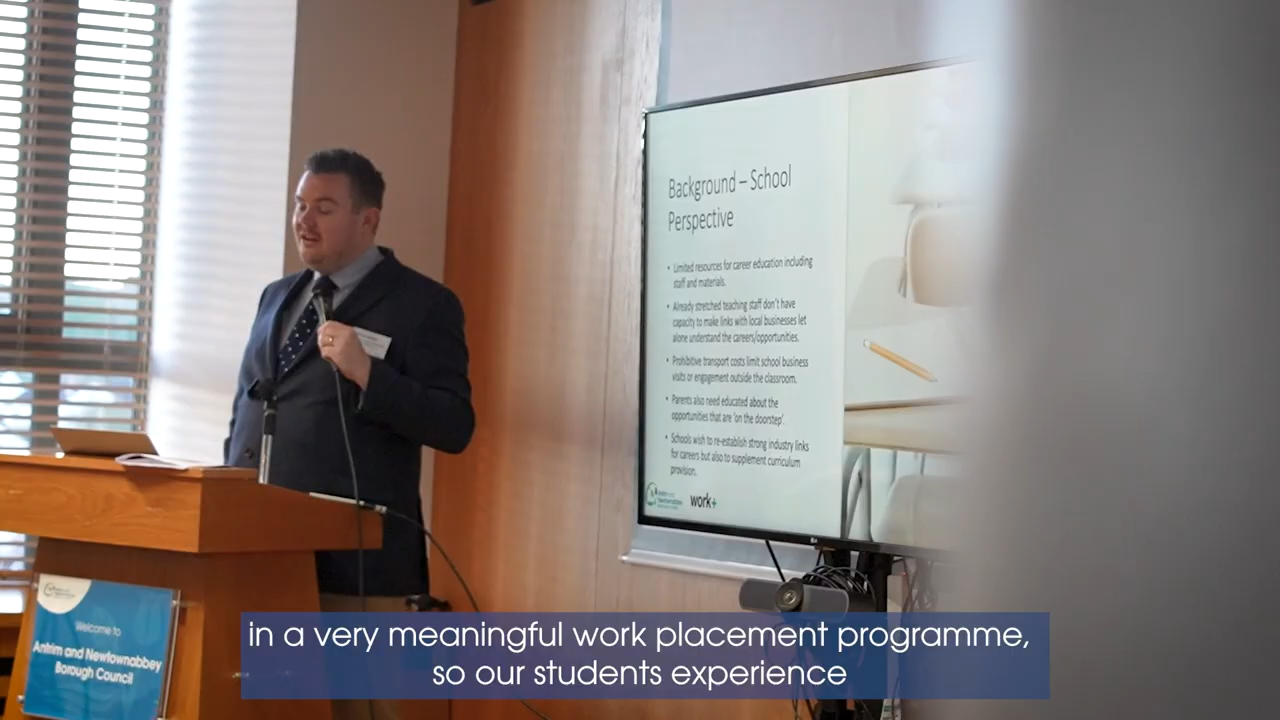 Background – School
Perspective
• Limited resources for career education including
staff and materials.
• Already stretched teaching staff don't have
capacity to make links with local businesses let
alone understand the careers/opportunities.
• Prohibitive transport costs limit school business
visits or engagement outside the classroom.
• Parents also need educated about the
opportunities that are 'on the doorstep'.
• Schools wish to re-establish strong industry links
for careers but also to supplement curriculum
provision.
work+
Welcome to
Antrim and Newtownabbey
Borough Council
in a very meaningful work placement programme,
so our students experience